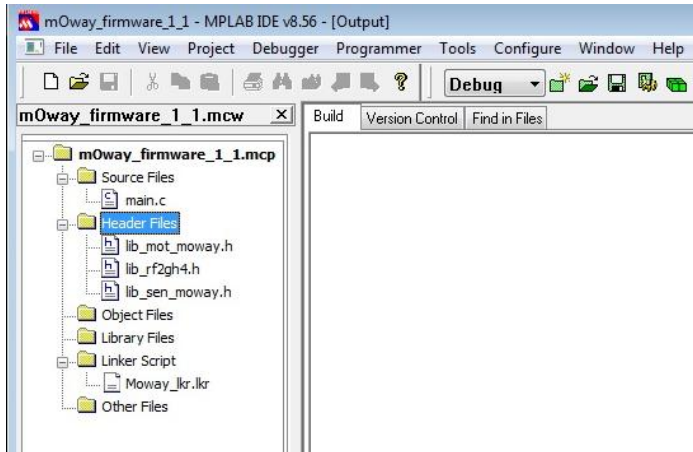 mOway_firmware_1_1 - MPLAB IDE v8.56 - [Output]
File Edit View Project Debugger Programmer Tools Configure Window Help
Debug
mOway_firmware_1_1.mcw
Build Version Control Find in Files
mOway_firmware_1_1.mcp
Source Files
main.c
Header Files
lib_mot_moway.h
lib_rf2gh4.h
lib_sen_moway.h
Object Files
Library Files
Linker Script
Moway_lkr.lkr
Other Files